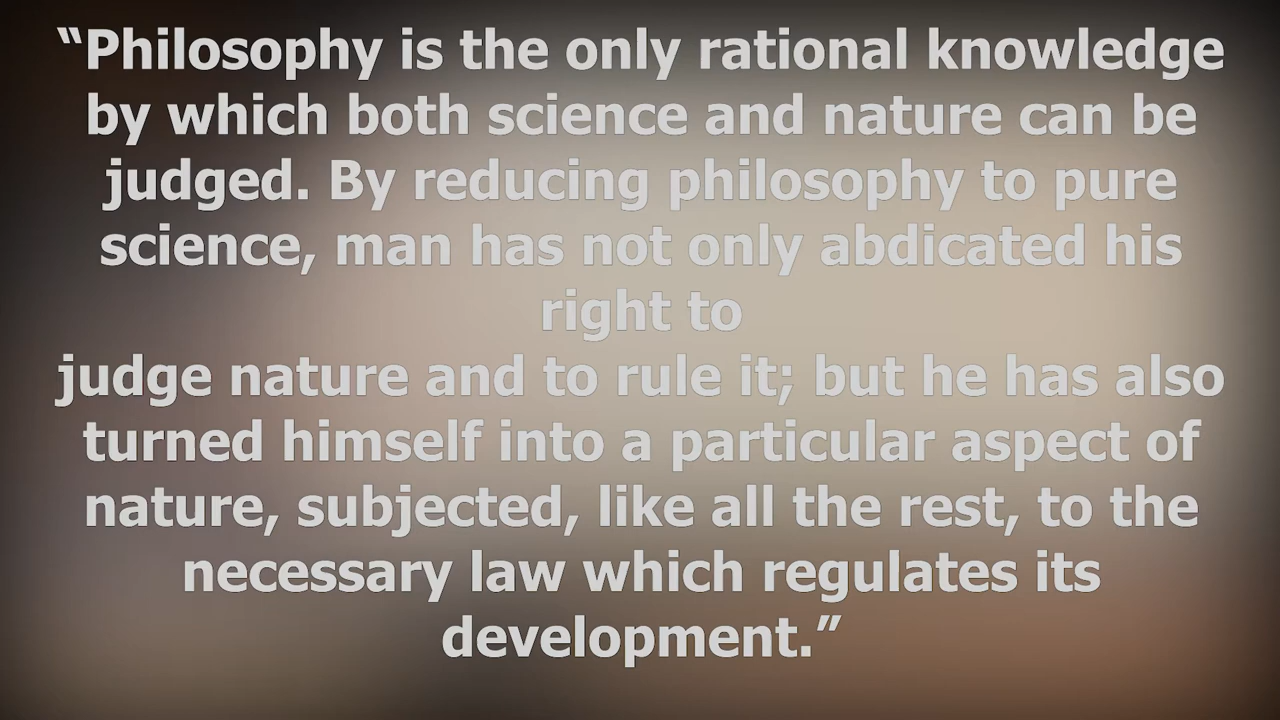 “Philosophy is the only rational knowledge
by which both science and nature can be
judged. By reducing philosophy to pure
science, man has not only abdicated his
right to
judge nature and to rule it; but he has also
turned himself into a particular aspect of
nature, subjected, like all the rest, to the
necessary law which regulates its
development.”